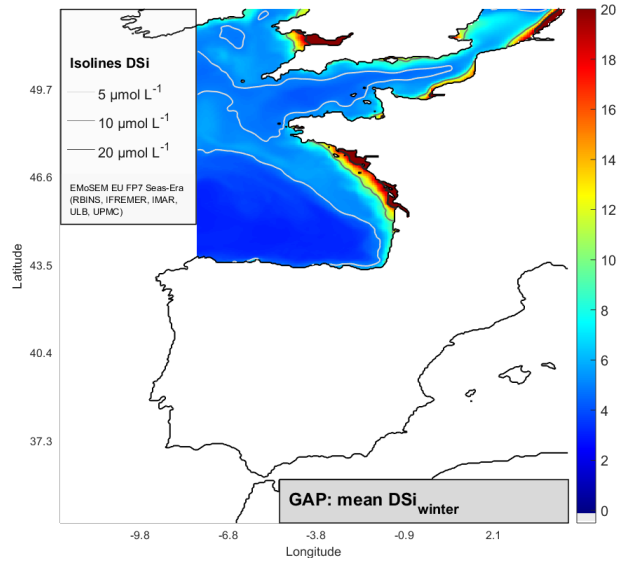 Isolines DSi
5 µmol L-1
10 µmol L-1
20 µmol L-1
EMoSEM EU FP7 Seas-Era
(RBINS, IFREMER, IMAR,
ULB, UPMC)
49.7
46.6
43.5
40.4
37.3
Latitude
-9.8 -6.8 -3.8 -0.9 2.1
Longitude
GAP: mean DSiwinter
20
18
16
14
12
10
8
6
4
2
0